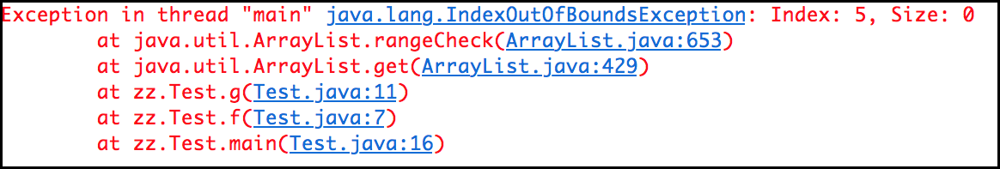 Exception in thread "main" java.lang.IndexOutOfBoundsException: Index: 5, Size: 0
at java.util.ArrayList.rangeCheck(ArrayList.java:653)
at java.util.ArrayList.get(ArrayList.java:429)
at zz.Test.g(Test.java:11)
at zz.Test.f(Test.java:7)
at zz.Test.main(Test.java:16)